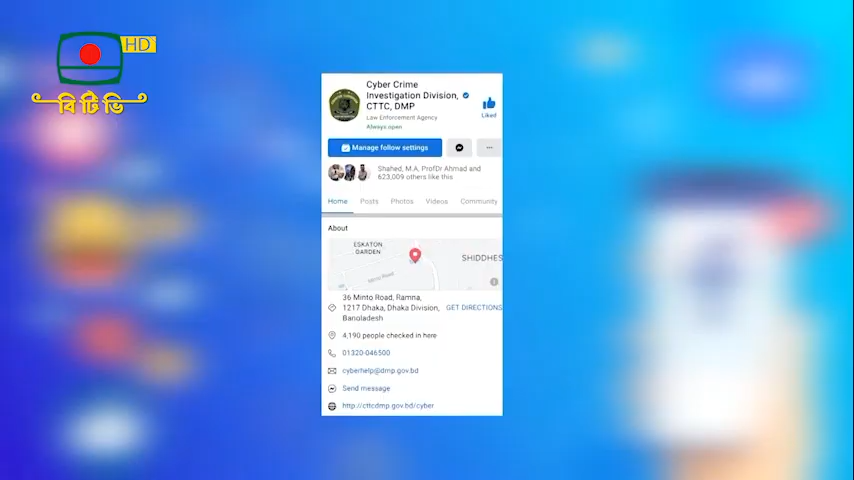 HD
বিটিভি
Cyber Crime
Investigation Division,
CTTC, DMP
Law Enforcement Agency
Always open
Liked
Manage follow settings
Shahed, M.A, ProfDr Ahmad and
623,009 others like this
Home Posts Photos Videos Community
About
ESKATON
GARDEN
SHIDDHES
Minto Road
36 Minto Road, Ramna,
1217 Dhaka, Dhaka Division,
Bangladesh
GET DIRECTIONS
4,190 people checked in here
01320-046500
cyberhelp@dmp.gov.bd
Send message
http://cttcdmp.gov.bd/cyber